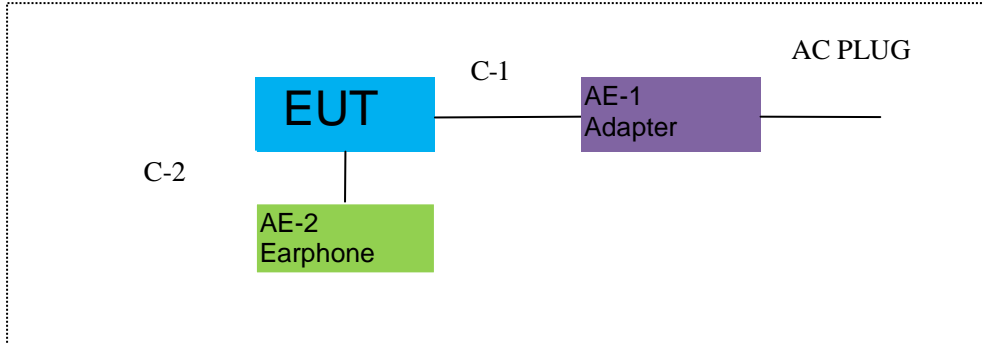 AC PLUG
C-1
EUT
AE-1
Adapter
C-2
AE-2
Earphone